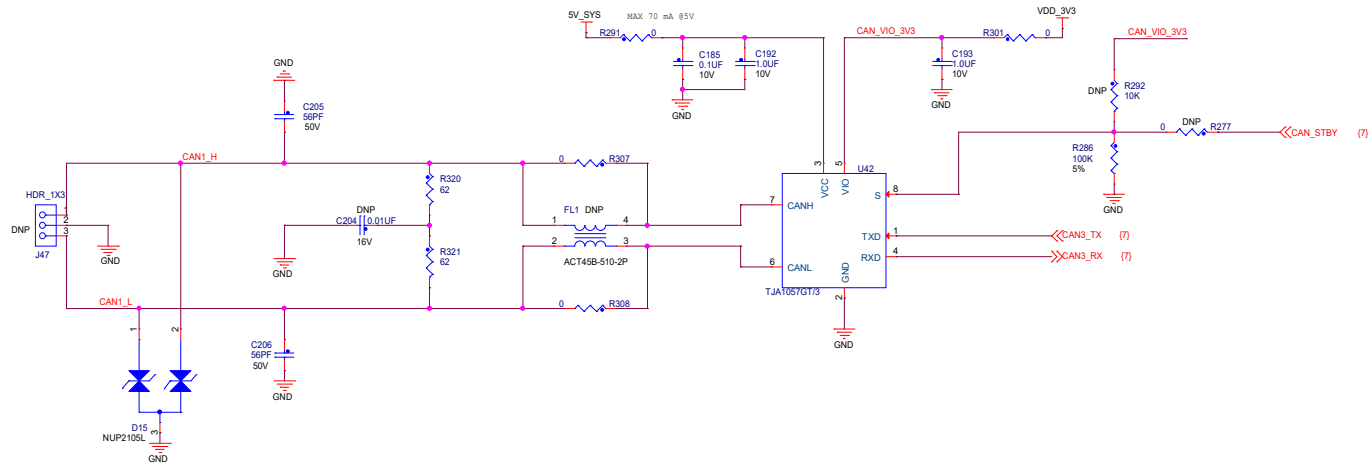 5V_SYS
MAX 70 mA @5V
VDD_3V3
R291
0
CAN_VIO_3V3
R301
0
CAN_VIO_3V3
C185
0.1UF
10V
C192
1.0UF
10V
C193
1.0UF
10V
GND
GND
GND
DNP
R292
10K
C205
56PF
50V
DNP
0
R277
CAN_STBY {7}
R286
100K
5%
GND
CAN1_H
0
R307
3
5
U42
VCC
VIO
S
8
HDR_1X3
1
2
3
DNP
J47
GND
R320
62
DNP
C204
0.01UF
16V
GND
FL1 DNP
1
4
2
3
ACT45B-510-2P
7
CANH
TXD
1
CAN3_TX {7}
RXD
4
CAN3_RX {7}
6
CANL
GND
2
TJA1057GT/3
GND
R321
62
CAN1_L
0
R308
1
2
C206
56PF
50V
GND
D15
NUP2105L
3
GND